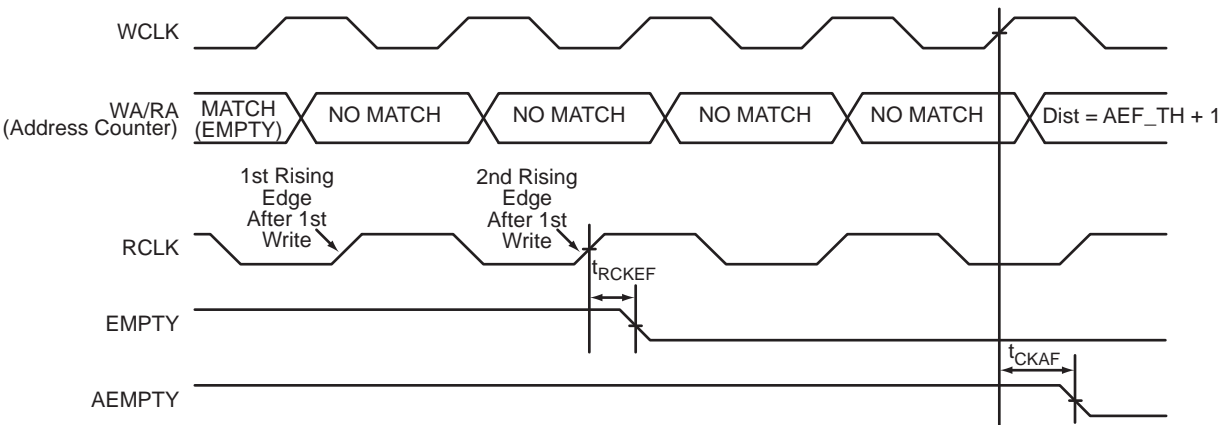 WCLK
WA/RA
(Address Counter)
MATCH
(EMPTY)
NO MATCH
NO MATCH
NO MATCH
NO MATCH
Dist = AEF_TH + 1
1st Rising
Edge
After 1st
Write
2nd Rising
Edge
After 1st
Write
RCLK
tRCKEF
EMPTY
tCKAF
AEMPTY